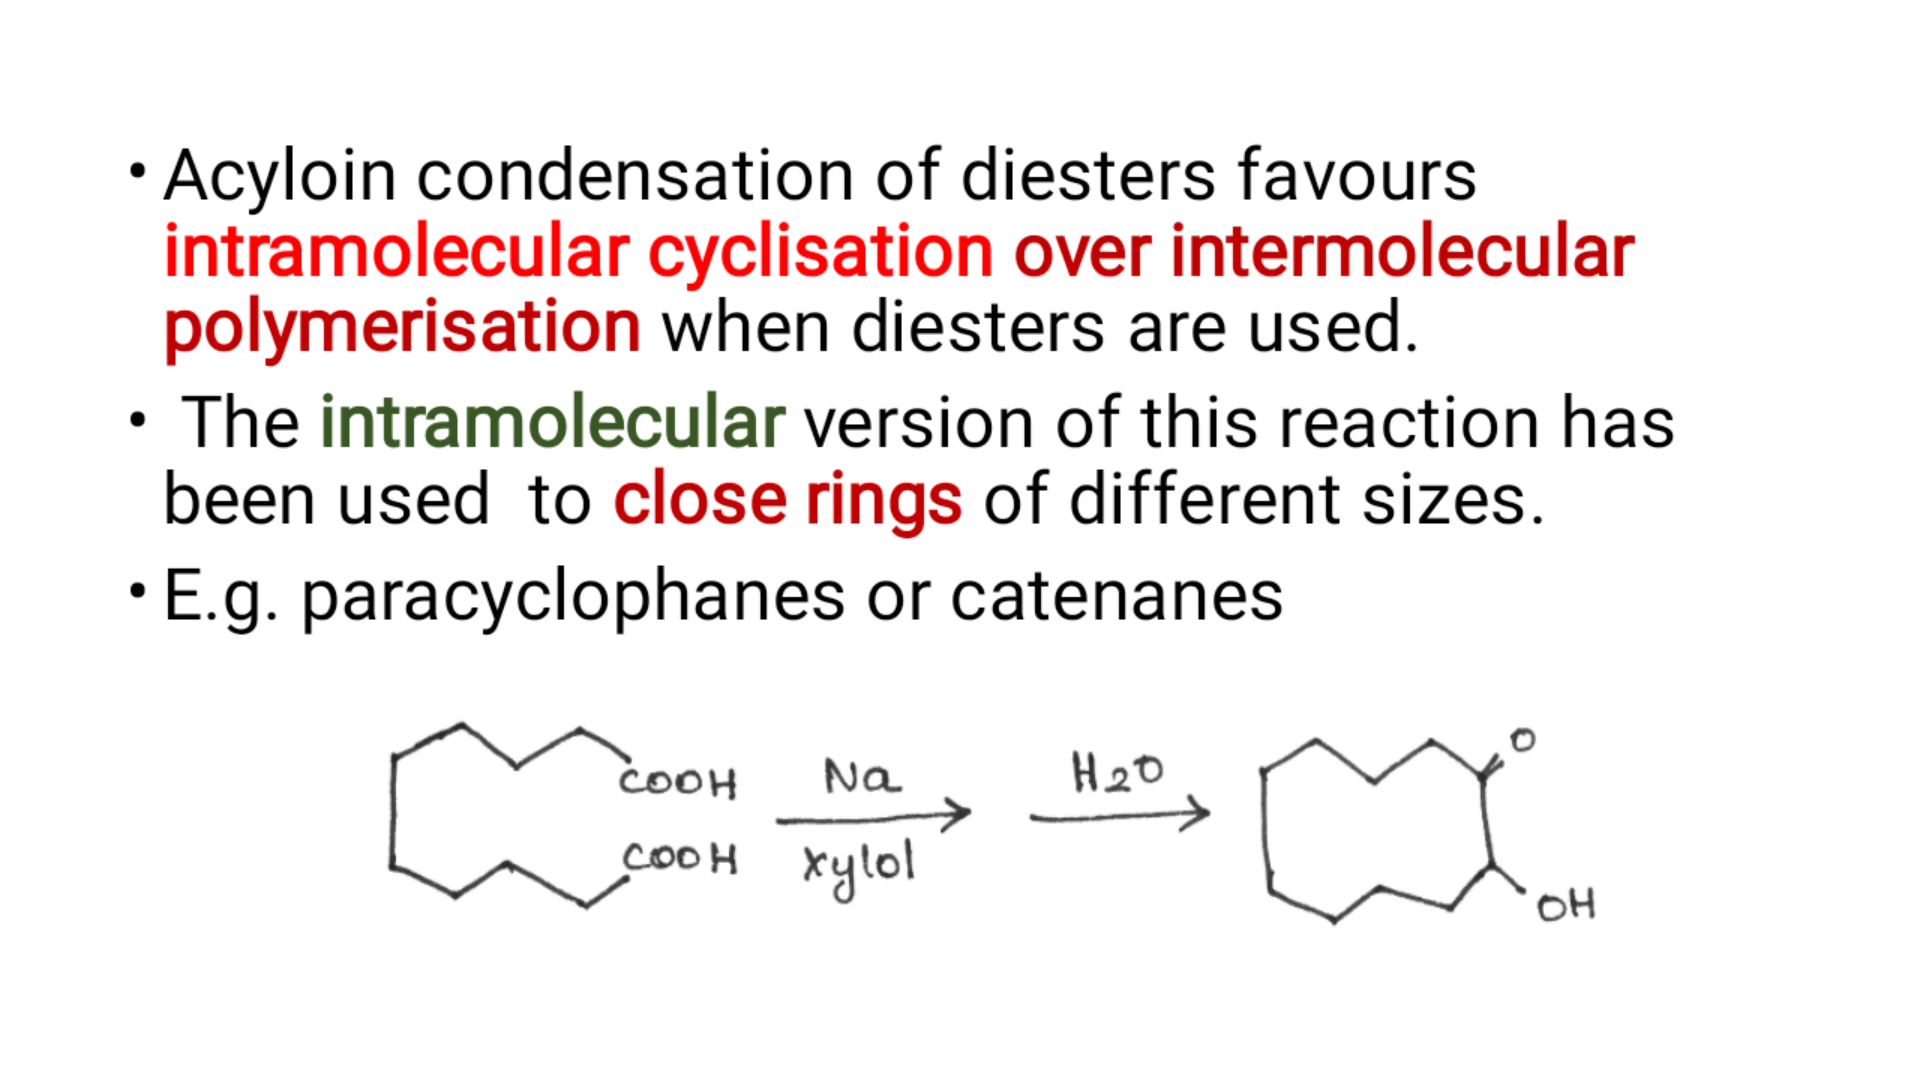 • Acyloin condensation of diesters favours
intramolecular cyclisation over intermolecular
polymerisation when diesters are used.
• The intramolecular version of this reaction has
been used to close rings of different sizes.
• E.g. paracyclophanes or catenanes
COOH
COOH
Na
xylol
H2O
O
OH